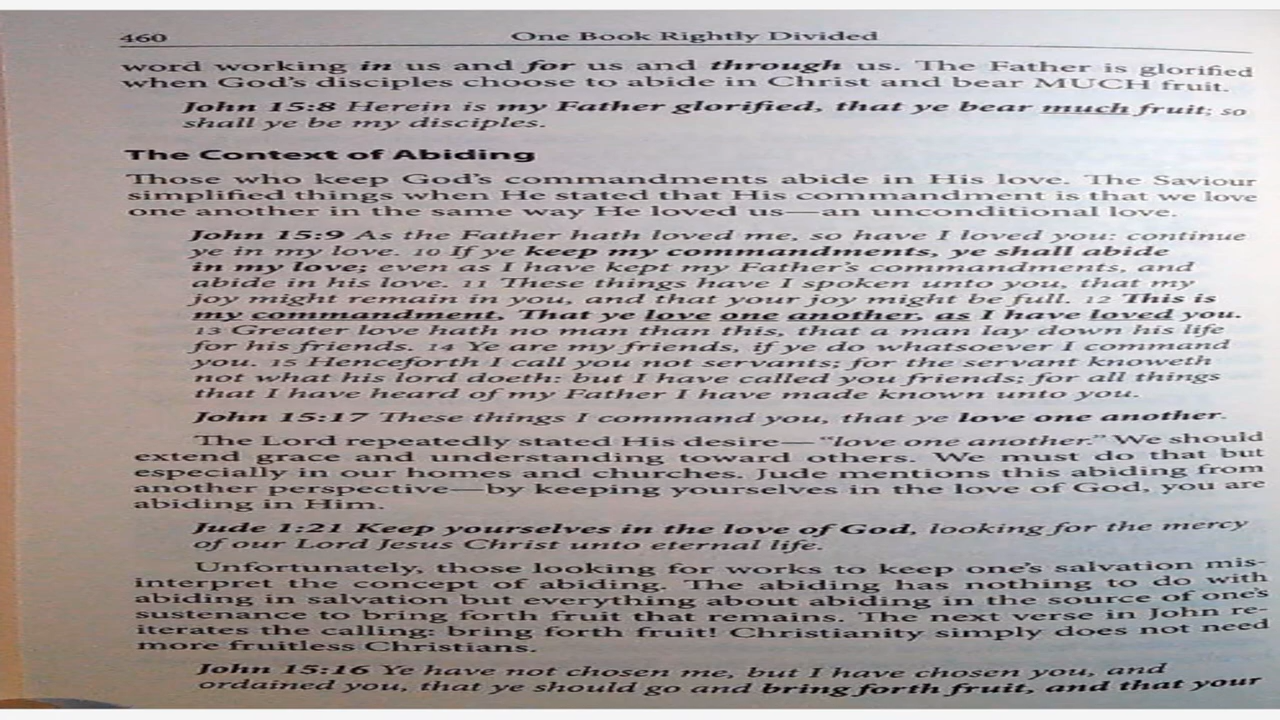 460
One Book Rightly Divided
word working in us and for us and through us. The Father is glorified
when God's disciples choose to abide in Christ and bear MUCH fruit.
John 15:8 Herein is my Father glorified, that ye bear much fruit; so
shall ye be my disciples.
The Context of Abiding
Those who keep God's commandments abide in His love. The Saviour
simplified things when He stated that His commandment is that we love
one another in the same way He loved us—an unconditional love.
John 15:9 As the Father hath loved me, so have I loved you: continue
ye in my love. 10 If ye keep my commandments, ye shall abide
in my love; even as I have kept my Father's commandments, and
abide in his love. 11 These things have I spoken unto you, that my
joy might remain in you, and that your joy might be full. 12 This is
my commandment, That ye love one another, as I have loved you.
13 Greater love hath no man than this, that a man lay down his life
for his friends. 14 Ye are my friends, if ye do whatsoever I command
you. 15 Henceforth I call you not servants; for the servant knoweth
not what his lord doeth: but I have called you friends; for all things
that I have heard of my Father I have made known unto you.
John 15:17 These things I command you, that ye love one another.
The Lord repeatedly stated His desire—"love one another." We should
extend grace and understanding toward others. We must do that but
especially in our homes and churches. Jude mentions this abiding from
another perspective—by keeping yourselves in the love of God, you are
abiding in Him.
Jude 1:21 Keep yourselves in the love of God, looking for the mercy
of our Lord Jesus Christ unto eternal life.
Unfortunately, those looking for works to keep one's salvation mis-
interpret the concept of abiding. The abiding has nothing to do with
abiding in salvation but everything about abiding in the source of one's
sustenance to bring forth fruit that remains. The next verse in John re-
iterates the calling: bring forth fruit! Christianity simply does not need
more fruitless Christians.
John 15:16 Ye have not chosen me, but I have chosen you, and
ordained you, that ye should go and bring forth fruit, and that your